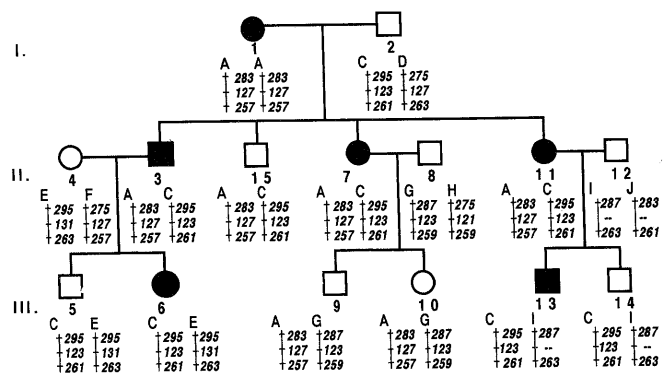 I.
1 2
A A C D
283 283 295 275
127 127 123 127
257 257 261 263
II.
4 3 15 7 8 11 12
E F A C A C A C G H A C I J
295 275 283 295 283 295 283 295 287 275 283 295 287 283
131 127 127 123 127 123 127 123 123 121 127 123 -- --
263 257 257 261 257 261 257 261 259 259 257 261 263 261
III.
5 6 9 10 13 14
C E C E A G A G C I C I
295 295 295 295 283 287 283 287 295 287 295 287
123 131 123 131 127 123 127 123 123 -- 123 --
261 263 261 263 257 259 257 259 261 263 261 263